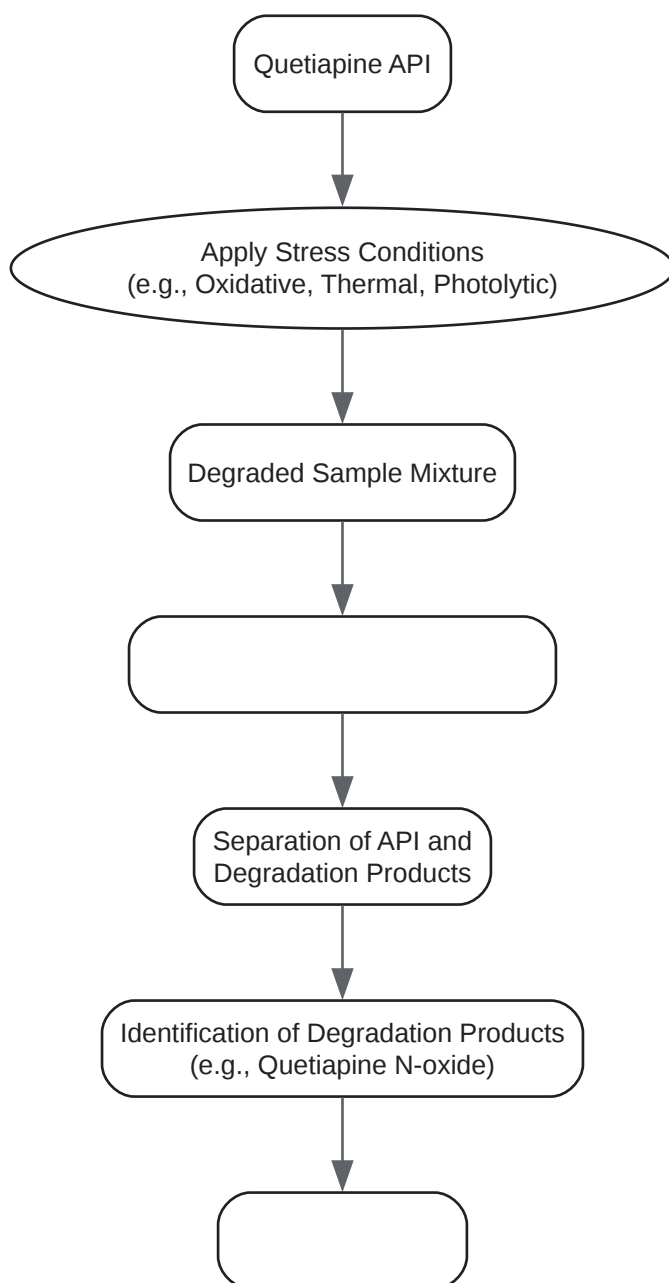 Quetiapine API
Apply Stress Conditions
(e.g., Oxidative, Thermal, Photolytic)
Degraded Sample Mixture
Separation of API and
Degradation Products
Identification of Degradation Products
(e.g., Quetiapine N-oxide)